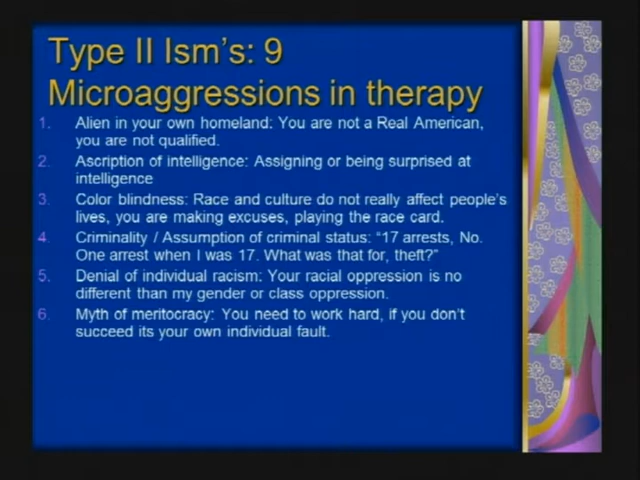 Type II Ism's: 9
Microaggressions in therapy
1. Alien in your own homeland: You are not a Real American,
you are not qualified.
2. Ascription of intelligence: Assigning or being surprised at
intelligence
3. Color blindness: Race and culture do not really affect people's
lives, you are making excuses, playing the race card.
4. Criminality / Assumption of criminal status: "17 arrests, No.
One arrest when I was 17. What was that for, theft?"
5. Denial of individual racism: Your racial oppression is no
different than my gender or class oppression.
6. Myth of meritocracy: You need to work hard, if you don't
succeed its your own individual fault.